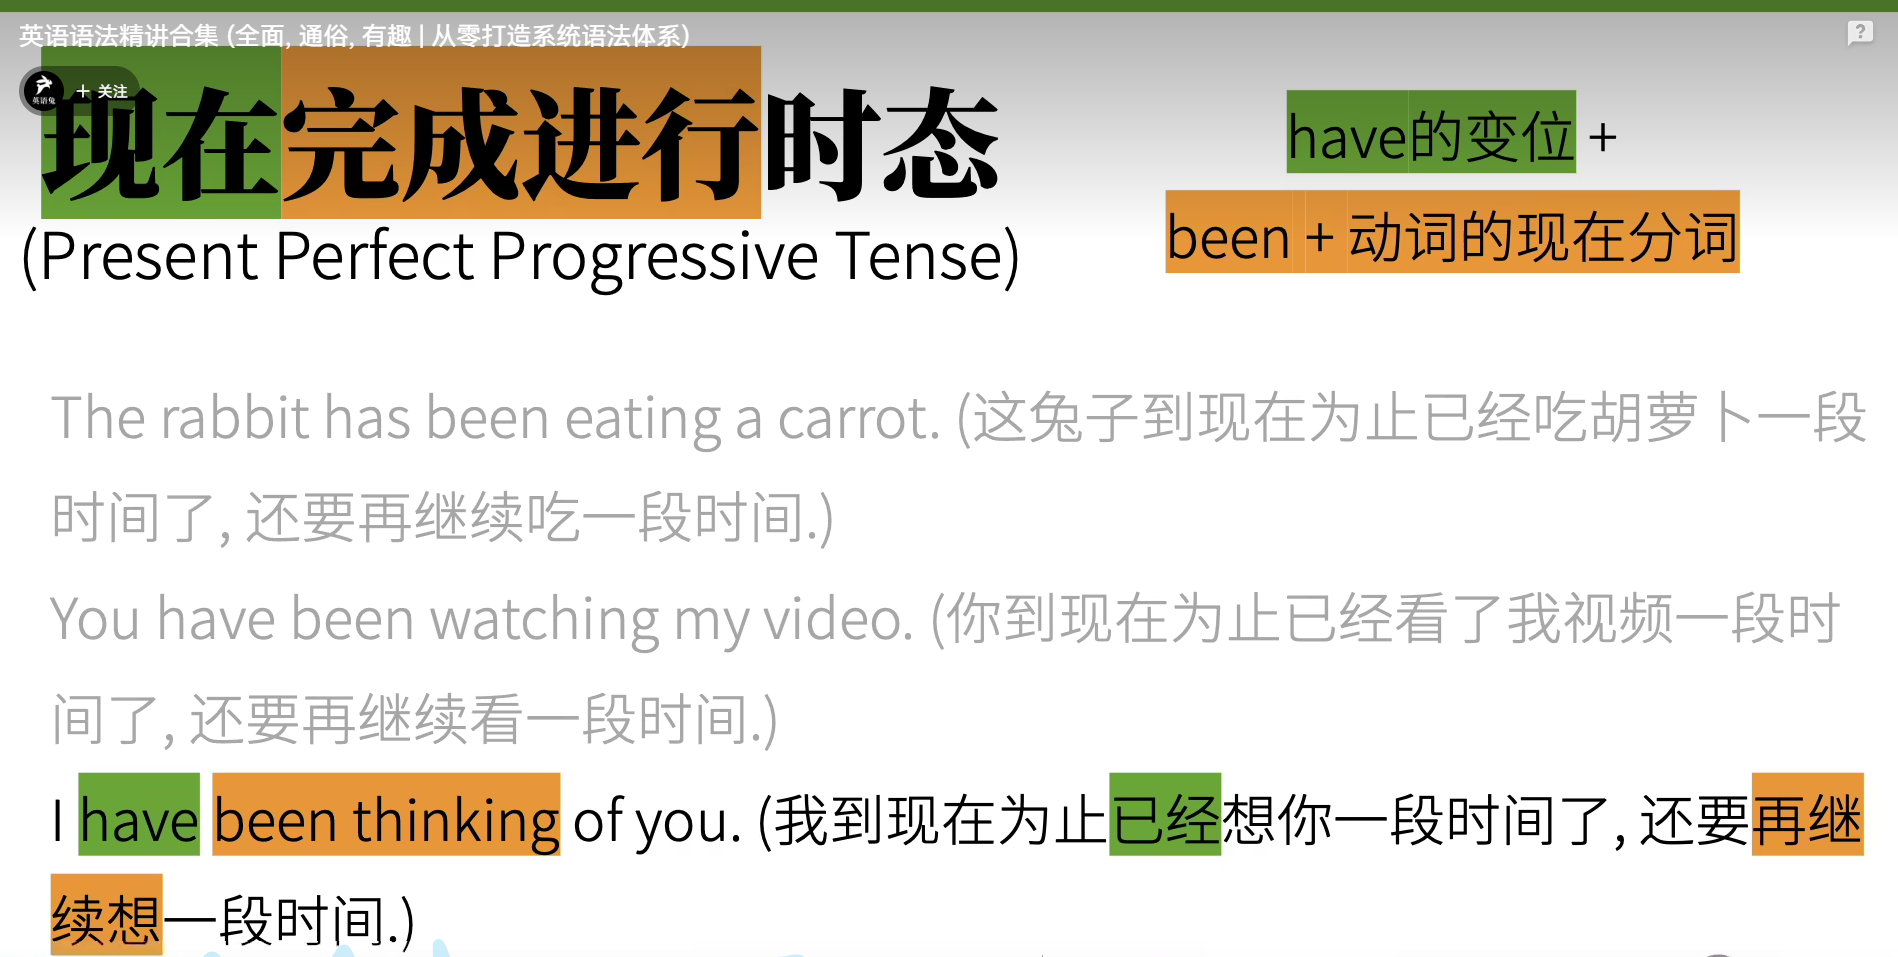 英语语法精讲合集 (全面, 通俗, 有趣 | 从零打造系统语法体系)
英语兔
+ 关注
现在完成进行时态
(Present Perfect Progressive Tense)
have的变位 +
been + 动词的现在分词
The rabbit has been eating a carrot. (这兔子到现在为止已经吃胡萝卜一段
时间了, 还要再继续吃一段时间.)
You have been watching my video. (你到现在为止已经看了我视频一段时
间了, 还要再继续看一段时间.)
I have been thinking of you. (我到现在为止已经想你一段时间了, 还要再继
续想一段时间.)